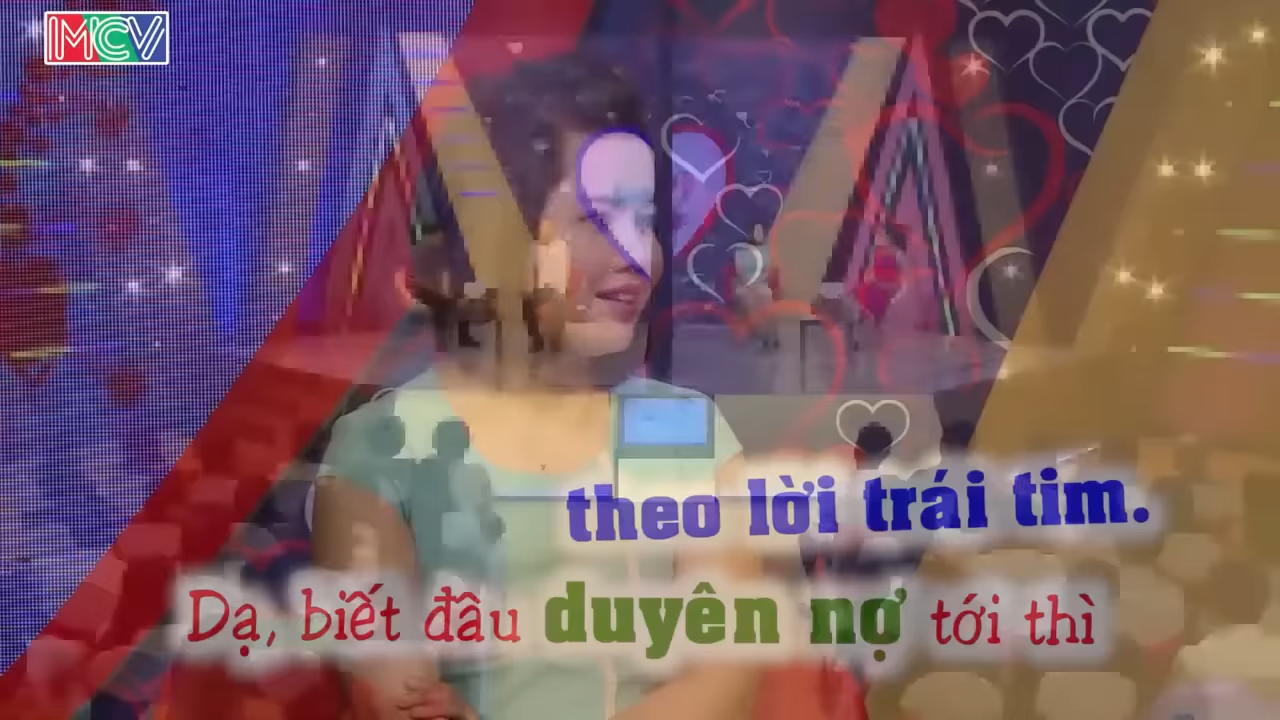 MCV
theo lời trái tim.
Dạ, biết đâu duyên nợ tới thì